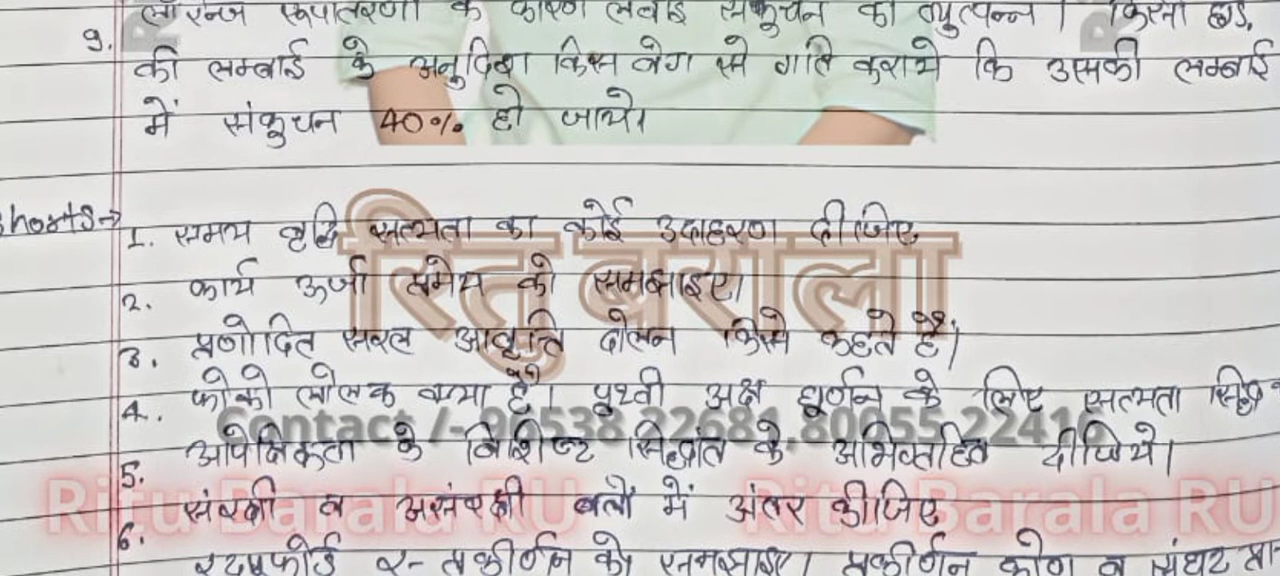 लॉरेन्ज रूपांतरणों के कारण लंबाई संकुचन को व्युत्पन्न। किसी छड़
9. की लम्बाई के अनुदिश किस वेग से गति कराये कि उसकी लम्बाई
में संकुचन 40% हो जाये।
Shorts→ 1. समय वृद्धि सत्यता का कोई उदाहरण दीजिए
2. कार्य ऊर्जा प्रमेय को समझाइए।
3. प्रणोदित सरल आवृत्ति दोलन किसे कहते हैं।
4. फोको लोलक क्या है। पृथ्वी अक्ष घूर्णन के लिए सत्यता सिद्ध
5. आपेक्षिकता के विशिष्ट सिद्धांत के दीजिये।
6. संरक्षी व असंरक्षी बलों में अंतर कीजिए
रदरफोर्ड प्रकीर्णन को समझाइए। प्रकीर्णन कोण व संघट्ट
रितु बराला
Contact /- 96538 22681 ,80055 22416
Ritu Barala RU Ritu Barala RU